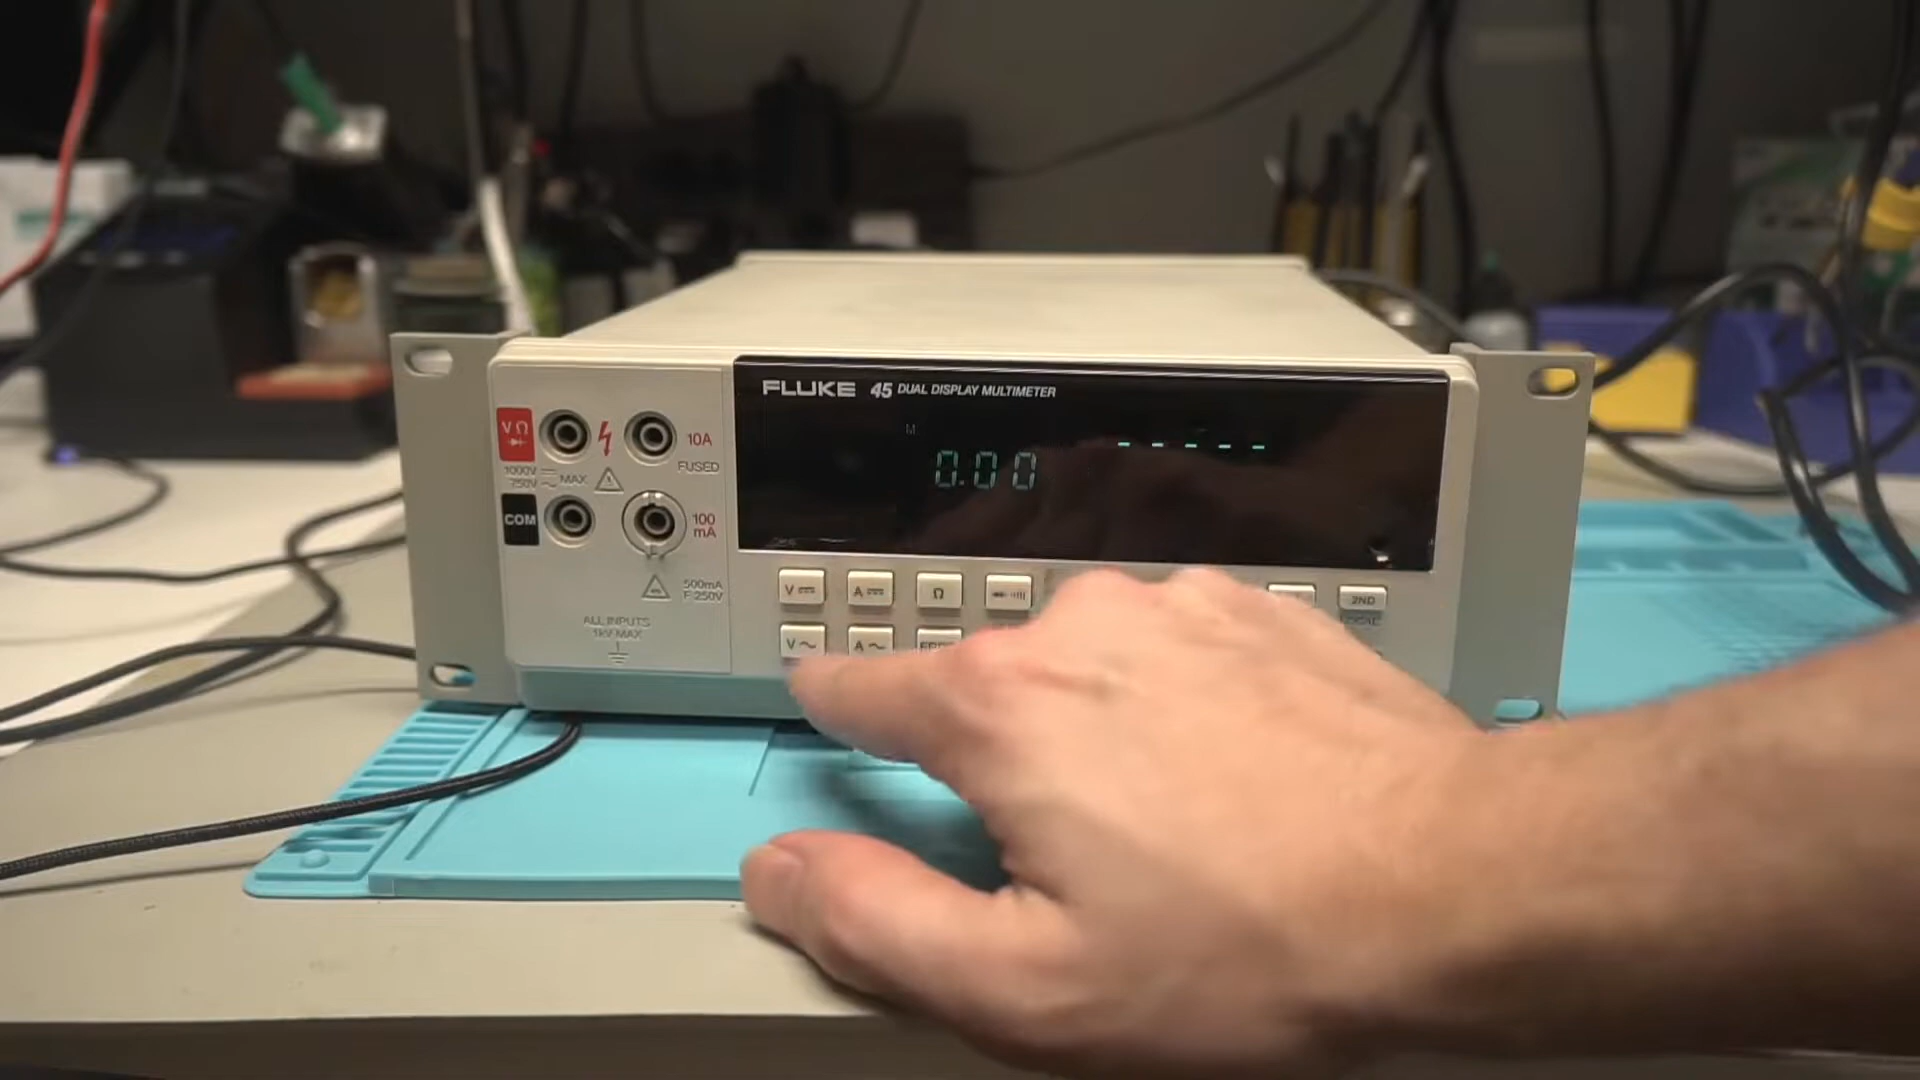 FLUKE 45 DUAL DISPLAY MULTIMETER
M
0.00
- - - - -
VΩ
10A
FUSED
1000V
750V
MAX
COM
100
mA
500mA
F 250V
ALL INPUTS
1kV MAX
V
A
Ω
2ND
V
A
LOCAL